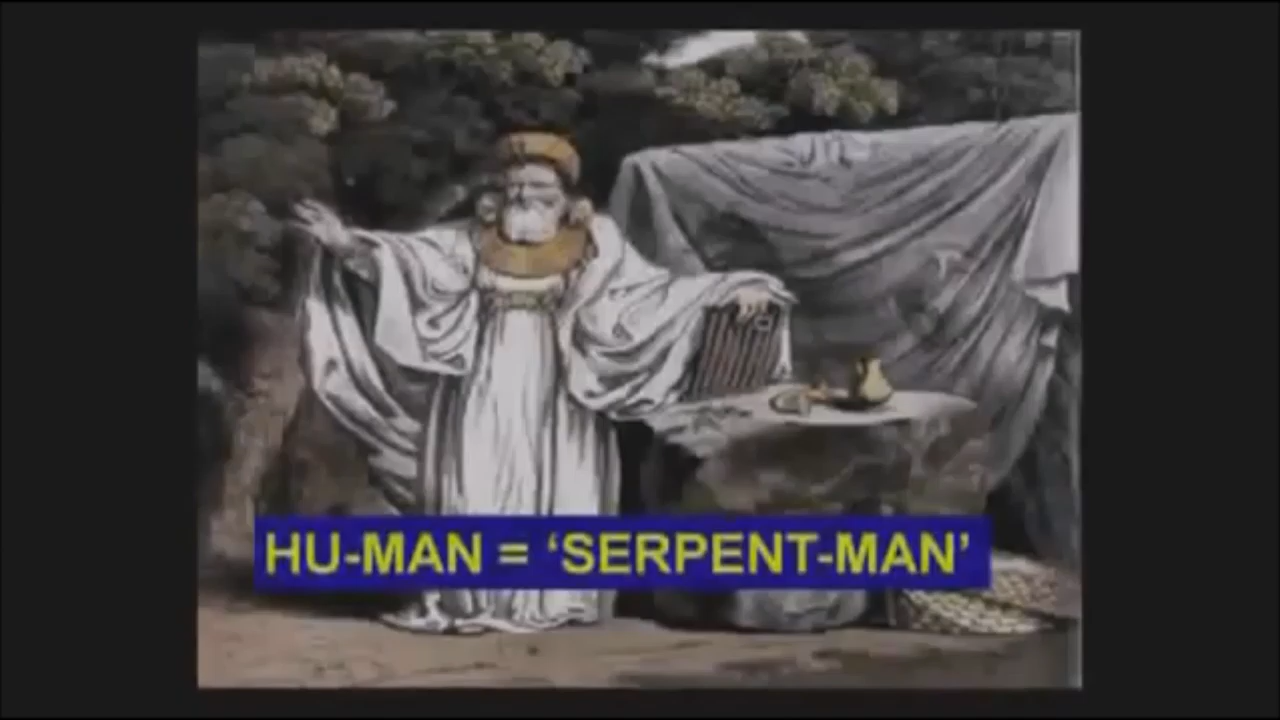 HU-MAN = ‘SERPENT-MAN’